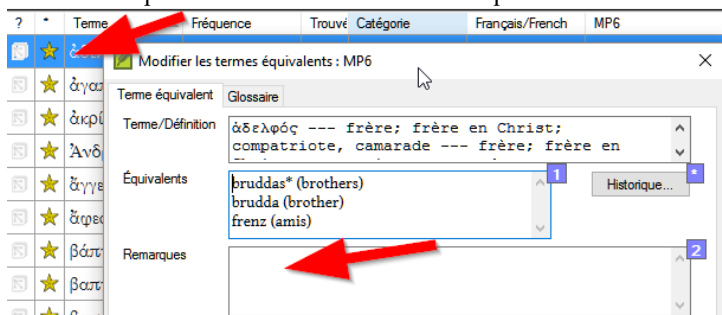 ? * Terme Fréquence Trouvé Catégorie Français/French MP6
Modifier les termes équivalents : MP6
Terme équivalent Glossaire
Terme/Définition
ἀδελφός --- frère; frère en Christ;
compatriote, camarade --- frère; frère en
Équivalents
bruddas* (brothers)
brudda (brother)
frenz (amis)
1
Historique...
*
Remarques
2
ἀγα
ἀκρί
Ἀνδ
ἄγγε
ἄφε
βάπ
βαπ